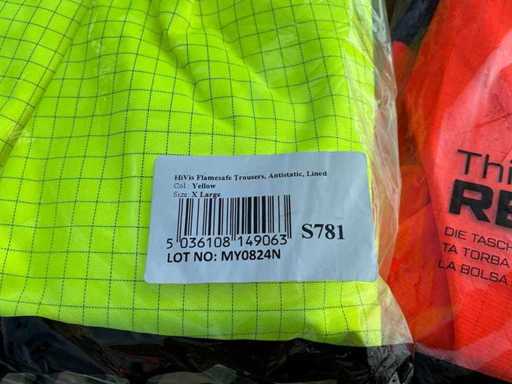 HiVis Flamesafe Trousers, Antistatic, Lined
Col : Yellow
Size : X Large
5 036108 149063
S781
LOT NO: MY0824N
Thi
RE
DIE TASCH
TA TORBA
LA BOLSA